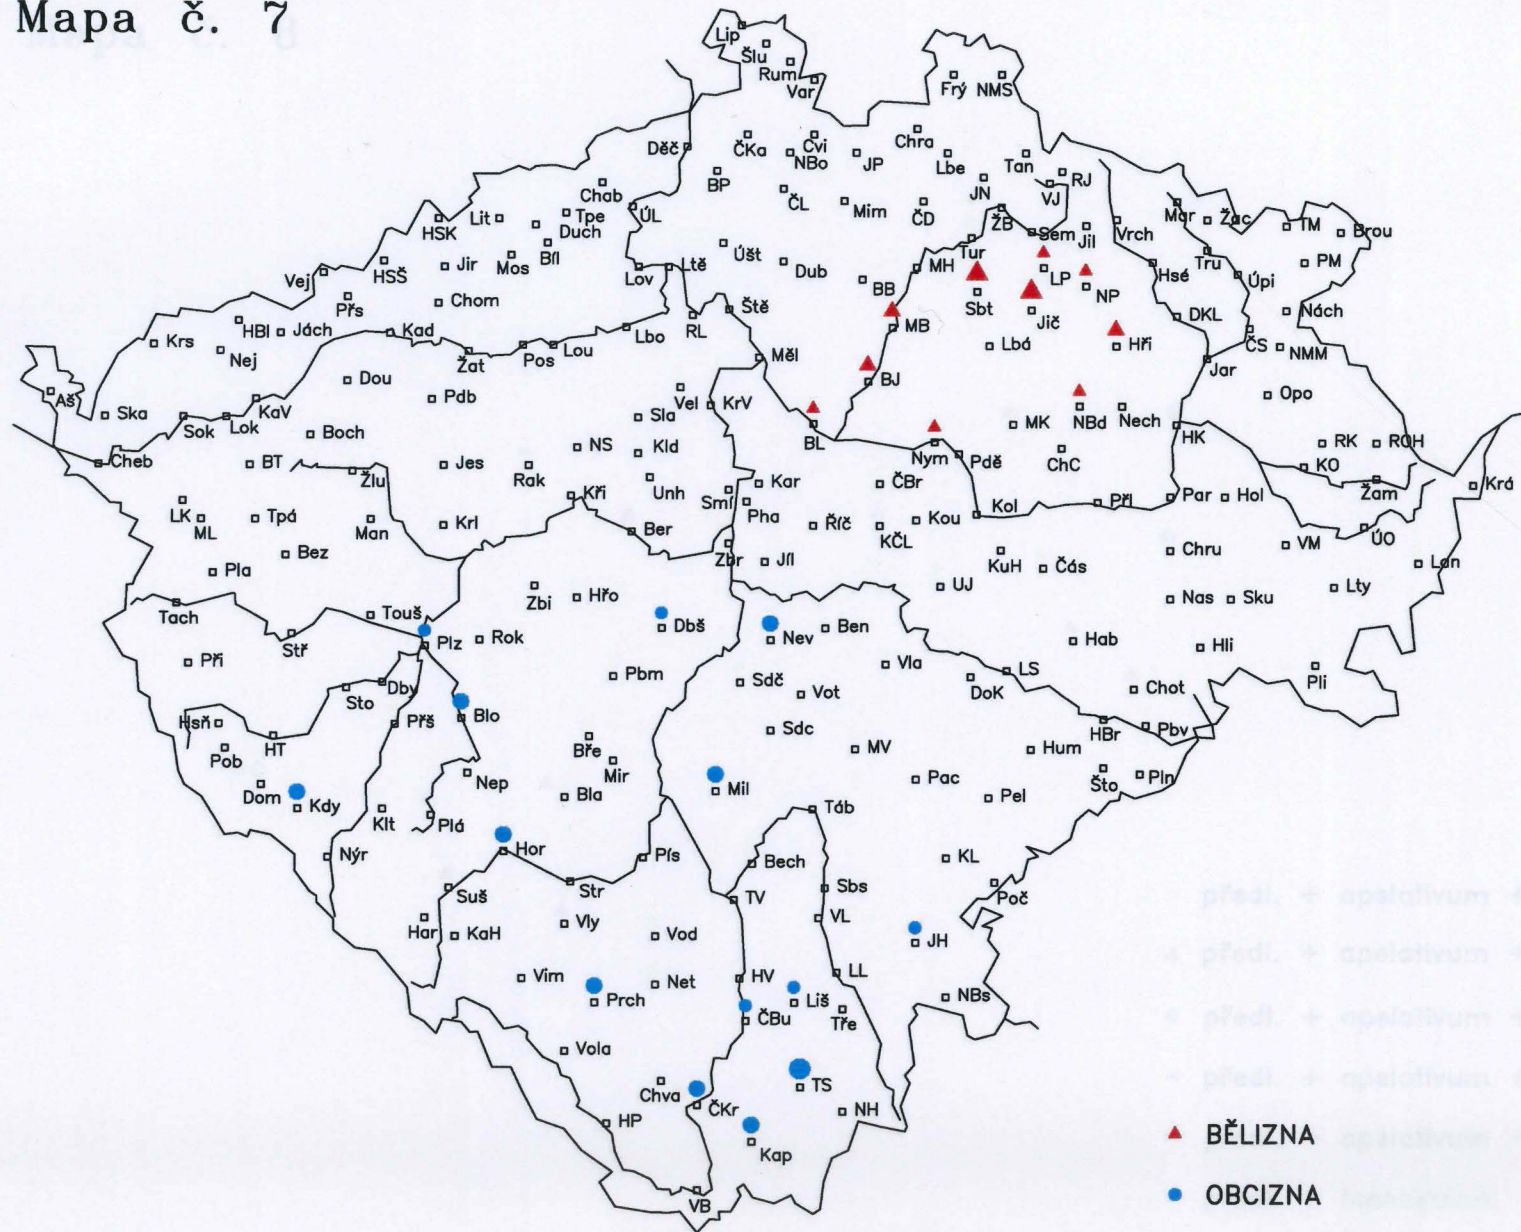 Mapa č. 7
Lip
Šlu
Rum
Var
Frý NMS
Děč
ČKa
Cvi
NBo
JP
Chra
Lbe
Tan
RJ
VJ
JN
BP
ČL
Mim
ČD
Chab
ÚL
Tpe
Lit
Duch
HSK
Bíl
Mos
HSŠ
Jir
Vej
Chom
Přs
Úšt
Dub
Ltě
Lov
BB
MH
Tur
ŽB
Sem
Jil
Vrch
Mar
Žac
TM
Brou
Tru
PM
Hsé
Úpi
LP
NP
Sbt
Jič
DKL
Nách
HBl
Jách
Krs
Nej
Kad
Žat
Pos
Lou
Lbo
RL
Ště
MB
Lbá
Hři
ČS
NMM
Jar
Měl
BJ
Opo
Aš
Dou
Pdb
Vel
KrV
Ska
Sok
Lok
KaV
Boch
Sla
Kld
NS
BL
Nym
Pdě
MK
NBd
Nech
HK
ChC
RK
ROH
KO
Žam
Krá
Cheb
BT
Žlu
Jes
Rak
Kři
Unh
Smí
Kar
Pha
ČBr
Kol
Přl
Par
Hol
LK
ML
Tpá
Man
Krl
Ber
Říč
KČL
Kou
ÚO
VM
Bez
Zbr
Jíl
KuH
Čás
Chru
Lan
Pla
Zbi
Hřo
UJ
Nas
Sku
Lty
Tach
Touš
Plz
Rok
Dbš
Nev
Ben
Hab
Hli
Stř
Při
Pbm
Sdč
Vot
Vla
DoK
LS
Chot
Pli
Sto
Dby
Blo
Přš
Hsň
HT
Pob
Bře
Mir
Sdc
MV
HBr
Pbv
Hum
Dom
Kdy
Nep
Bla
Mil
Pac
Pel
Što
Pln
Klt
Plá
Táb
Nýr
Hor
Pís
Bech
KL
Suš
Str
Sbs
Poč
TV
Har
KaH
Vly
Vod
VL
JH
Vim
Prch
Net
HV
Liš
LL
NBs
ČBu
Tře
Vola
Chva
ČKr
TS
HP
NH
Kap
VB
BĚLIZNA
OBCIZNA